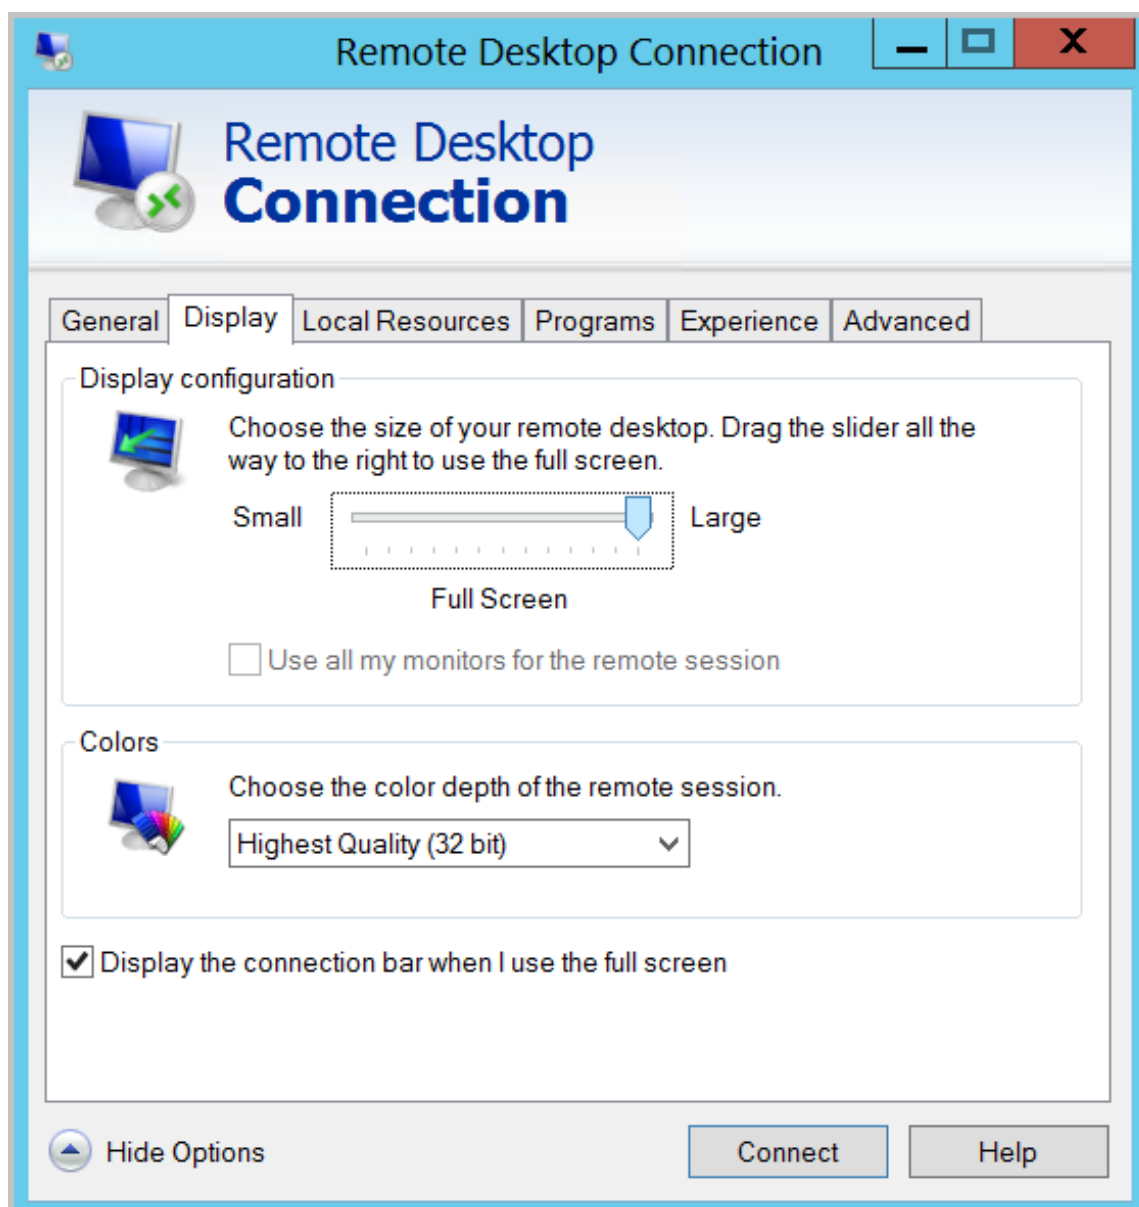 Remote Desktop Connection
Remote Desktop
Connection
General Display Local Resources Programs Experience Advanced
Display configuration
Choose the size of your remote desktop. Drag the slider all the
way to the right to use the full screen.
Small Large
Full Screen
Use all my monitors for the remote session
Colors
Choose the color depth of the remote session.
Highest Quality (32 bit)
Display the connection bar when I use the full screen
Hide Options Connect Help